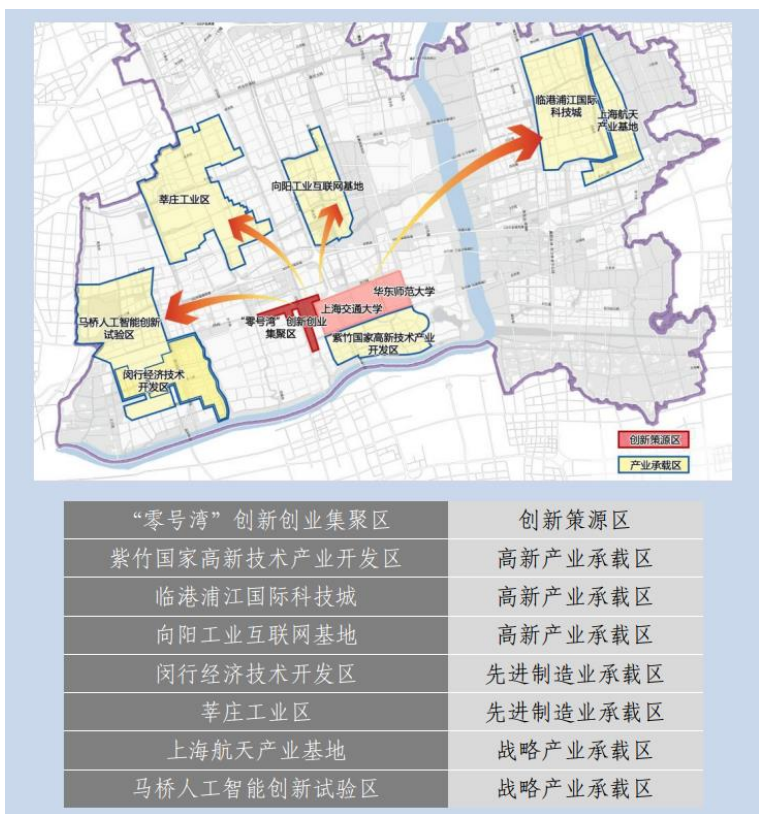 临港浦江国际
科技城
上海航天
产业基地
向阳工业互联网基地
莘庄工业区
华东师范大学
马桥人工智能创新
试验区
上海交通大学
“零号湾”创新创业
集聚区
紫竹国家高新技术产业
开发区
闵行经济技术
开发区
创新策源区
产业承载区
“零号湾”创新创业集聚区 创新策源区
紫竹国家高新技术产业开发区 高新产业承载区
临港浦江国际科技城 高新产业承载区
向阳工业互联网基地 高新产业承载区
闵行经济技术开发区 先进制造业承载区
莘庄工业区 先进制造业承载区
上海航天产业基地 战略产业承载区
马桥人工智能创新试验区 战略产业承载区